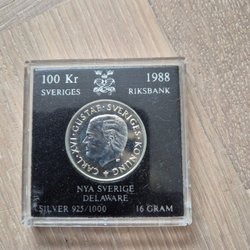 100 Kr 1988
SVERIGES RIKSBANK
CARL XVI GUSTAF · SVERIGES KONUNG
NYA SVERIGE
DELAWARE
SILVER 925/1000 16 GRAM